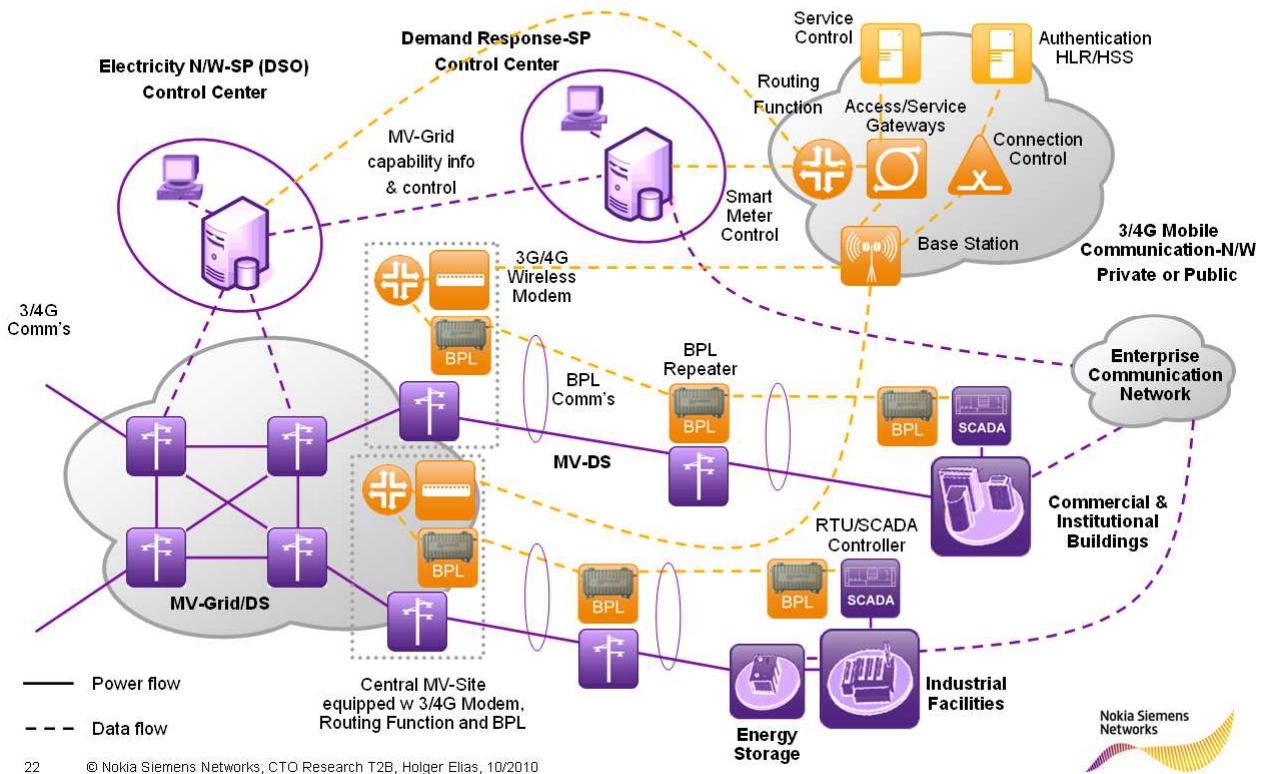 Service
Control
Authentication
HLR/HSS
Demand Response-SP
Control Center
Electricity N/W-SP (DSO)
Control Center
Routing
Function
Access/Service
Gateways
Connection
Control
MV-Grid
capability info
& control
Smart
Meter
Control
Base Station
3/4G Mobile
Communication-N/W
Private or Public
3G/4G
Wireless
Modem
3/4G
Comm's
BPL
BPL
Repeater
BPL
Comm's
BPL
BPL
SCADA
Enterprise
Communication
Network
MV-DS
Commercial &
Institutional
Buildings
RTU/SCADA
Controller
BPL
BPL
BPL
SCADA
MV-Grid/DS
Industrial
Facilities
Energy
Storage
Power flow
Data flow
Central MV-Site
equipped w 3/4G Modem,
Routing Function and BPL
Nokia Siemens
Networks
22 © Nokia Siemens Networks, CTO Research T2B, Holger Elias, 10/2010